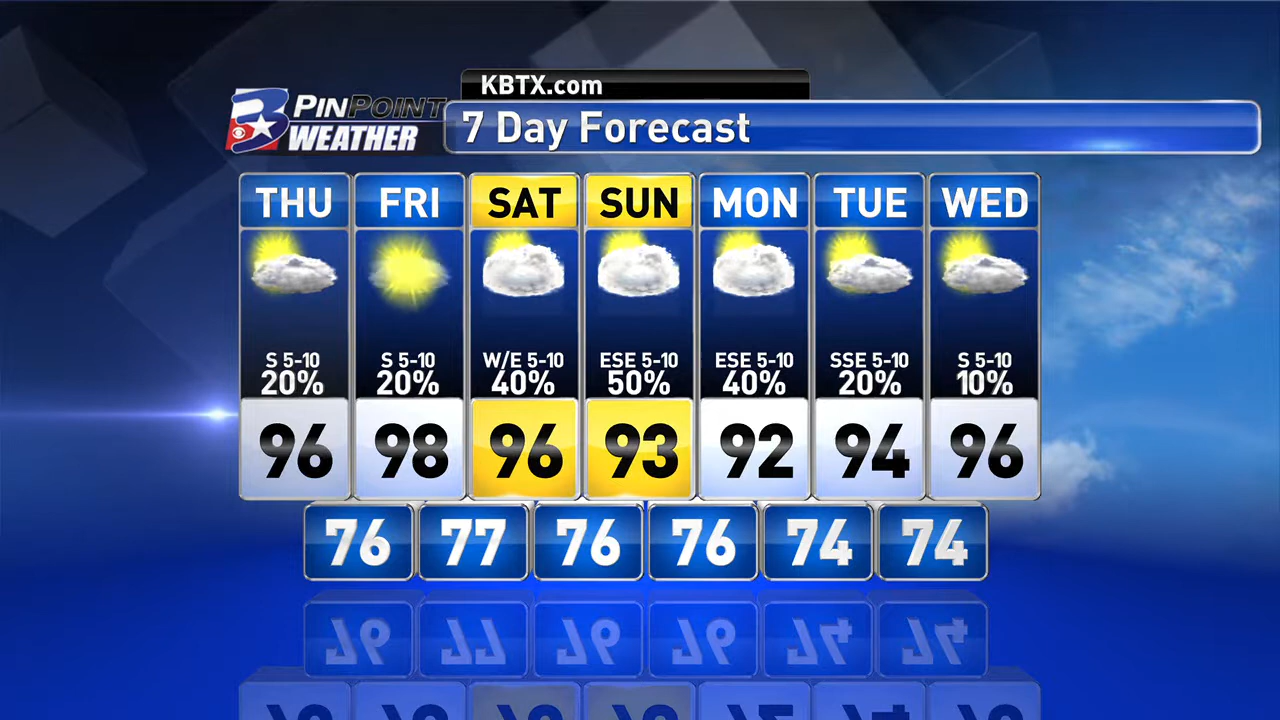 KBTX.com
3 PINPOINT
WEATHER
7 Day Forecast
THU FRI SAT SUN MON TUE WED
S 5-10 S 5-10 W/E 5-10 ESE 5-10 ESE 5-10 SSE 5-10 S 5-10
20% 20% 40% 50% 40% 20% 10%
96 98 96 93 92 94 96
76 77 76 76 74 74